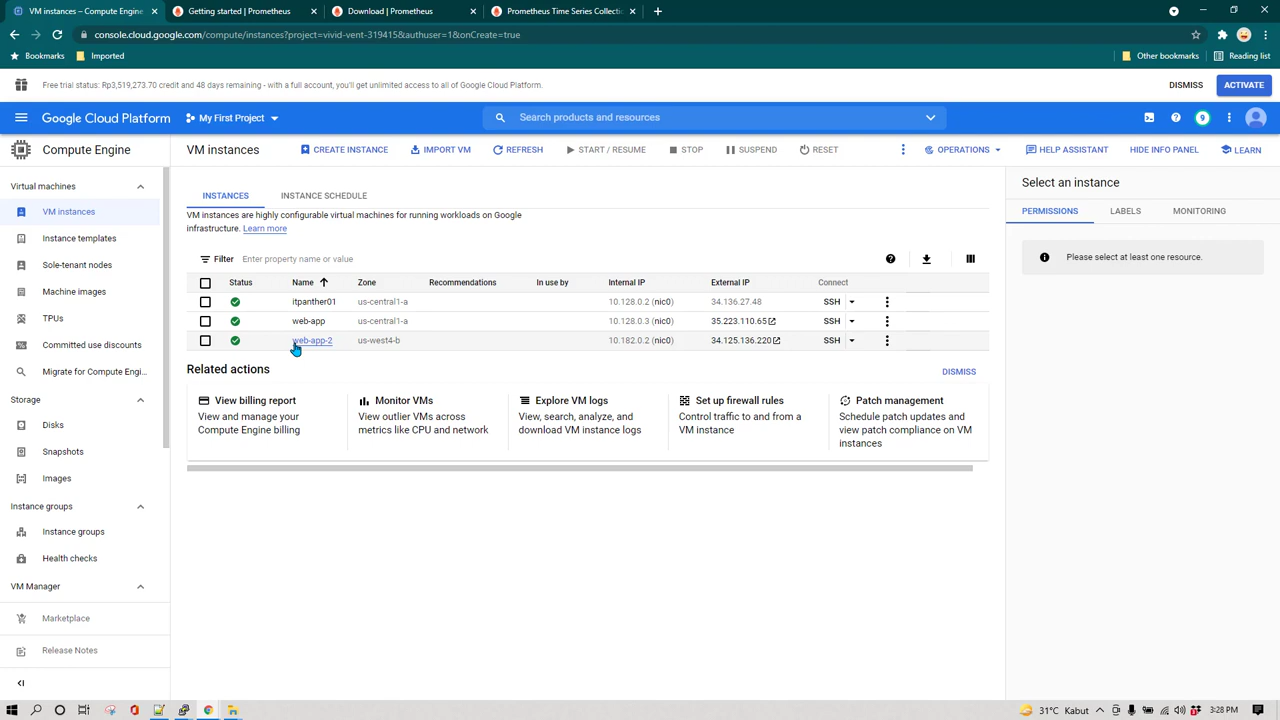 VM instances – Compute Engine
Getting started | Prometheus
Download | Prometheus
Prometheus Time Series Collectio
console.cloud.google.com/compute/instances?project=vivid-vent-319415&authuser=1&onCreate=true
Bookmarks
Imported
Other bookmarks
Reading list
Free trial status: Rp3,519,273.70 credit and 48 days remaining - with a full account, you'll get unlimited access to all of Google Cloud Platform.
DISMISS
ACTIVATE
Google Cloud Platform
My First Project
Search products and resources
9
Compute Engine
VM instances
CREATE INSTANCE
IMPORT VM
REFRESH
START / RESUME
STOP
SUSPEND
RESET
OPERATIONS
HELP ASSISTANT
HIDE INFO PANEL
LEARN
Virtual machines
VM instances
Instance templates
Sole-tenant nodes
Machine images
TPUs
Committed use discounts
Migrate for Compute Engi...
Storage
Disks
Snapshots
Images
Instance groups
Instance groups
Health checks
VM Manager
Marketplace
Release Notes
INSTANCES
INSTANCE SCHEDULE
VM instances are highly configurable virtual machines for running workloads on Google
infrastructure. Learn more
Filter
Enter property name or value
Status Name Zone Recommendations In use by Internal IP External IP Connect
itpanther01 us-central1-a 10.128.0.2 (nic0) 34.136.27.48 SSH
web-app us-central1-a 10.128.0.3 (nic0) 35.223.110.65 SSH
web-app-2 us-west4-b 10.182.0.2 (nic0) 34.125.136.220 SSH
Related actions
DISMISS
View billing report
View and manage your
Compute Engine billing
Monitor VMs
View outlier VMs across
metrics like CPU and network
Explore VM logs
View, search, analyze, and
download VM instance logs
Set up firewall rules
Control traffic to and from a
VM instance
Patch management
Schedule patch updates and
view patch compliance on VM
instances
Select an instance
PERMISSIONS
LABELS
MONITORING
Please select at least one resource.
31°C Kabut
3:28 PM